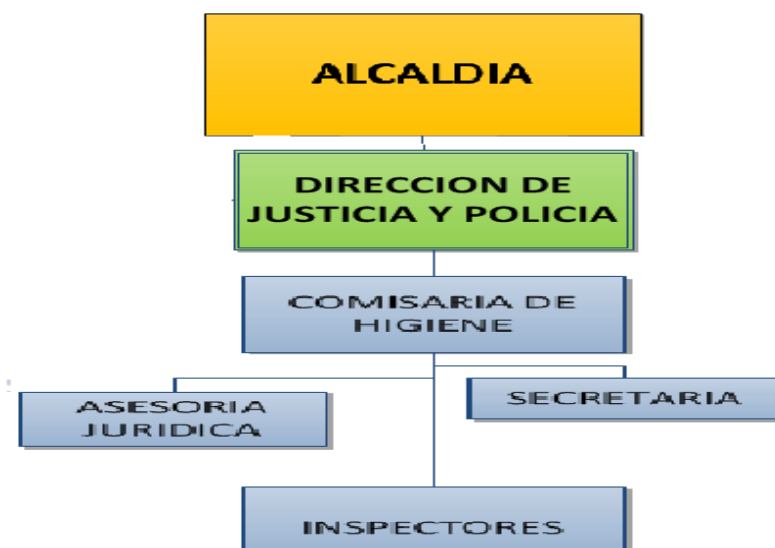 ALCALDIA
DIRECCION DE
JUSTICIA Y POLICIA
COMISARIA DE
HIGIENE
ASESORIA
JURIDICA
SECRETARIA
INSPECTORES